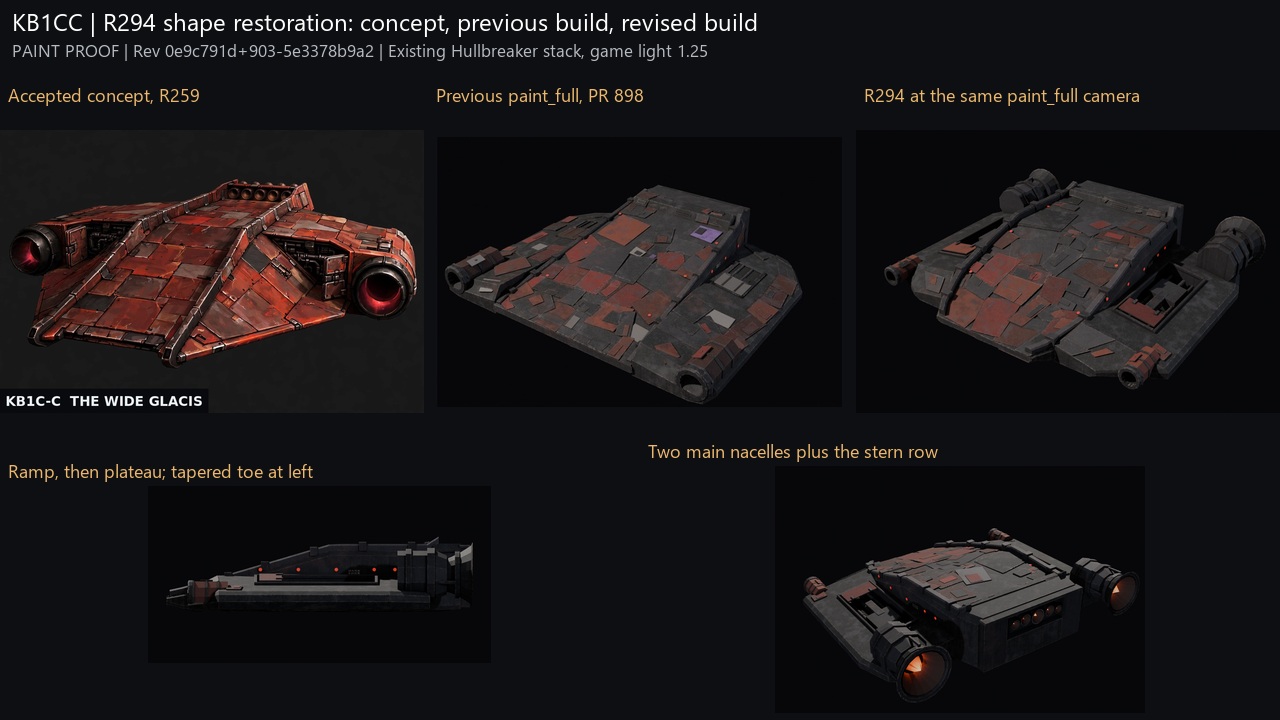 KB1CC | R294 shape restoration: concept, previous build, revised build
PAINT PROOF | Rev 0e9c791d+903-5e3378b9a2 | Existing Hullbreaker stack, game light 1.25
Accepted concept, R259
Previous paint_full, PR 898
R294 at the same paint_full camera
KB1C-C THE WIDE GLACIS
Ramp, then plateau; tapered toe at left
Two main nacelles plus the stern row